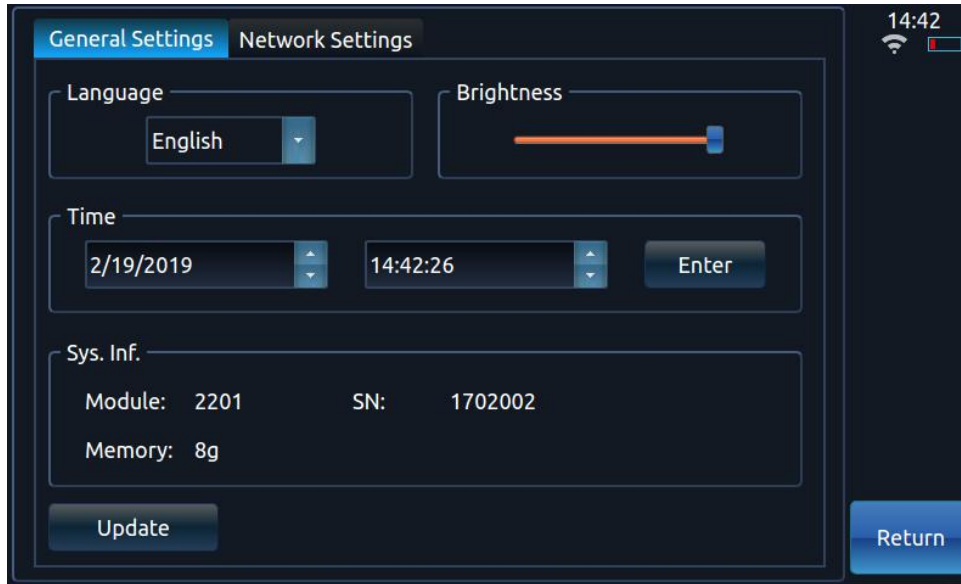 14:42
General Settings Network Settings
Language
Brightness
English
Time
2/19/2019 14:42:26 Enter
Sys. Inf.
Module: 2201 SN: 1702002
Memory: 8g
Update
Return